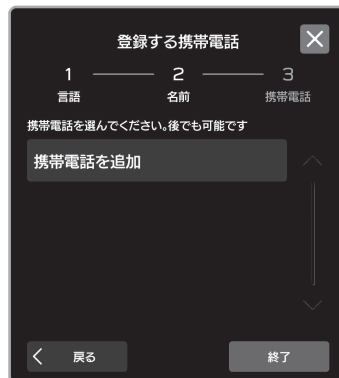 登録する携帯電話
1 2 3
言語 名前 携帯電話
携帯電話を選んでください。後でも可能です
携帯電話を追加
戻る 終了